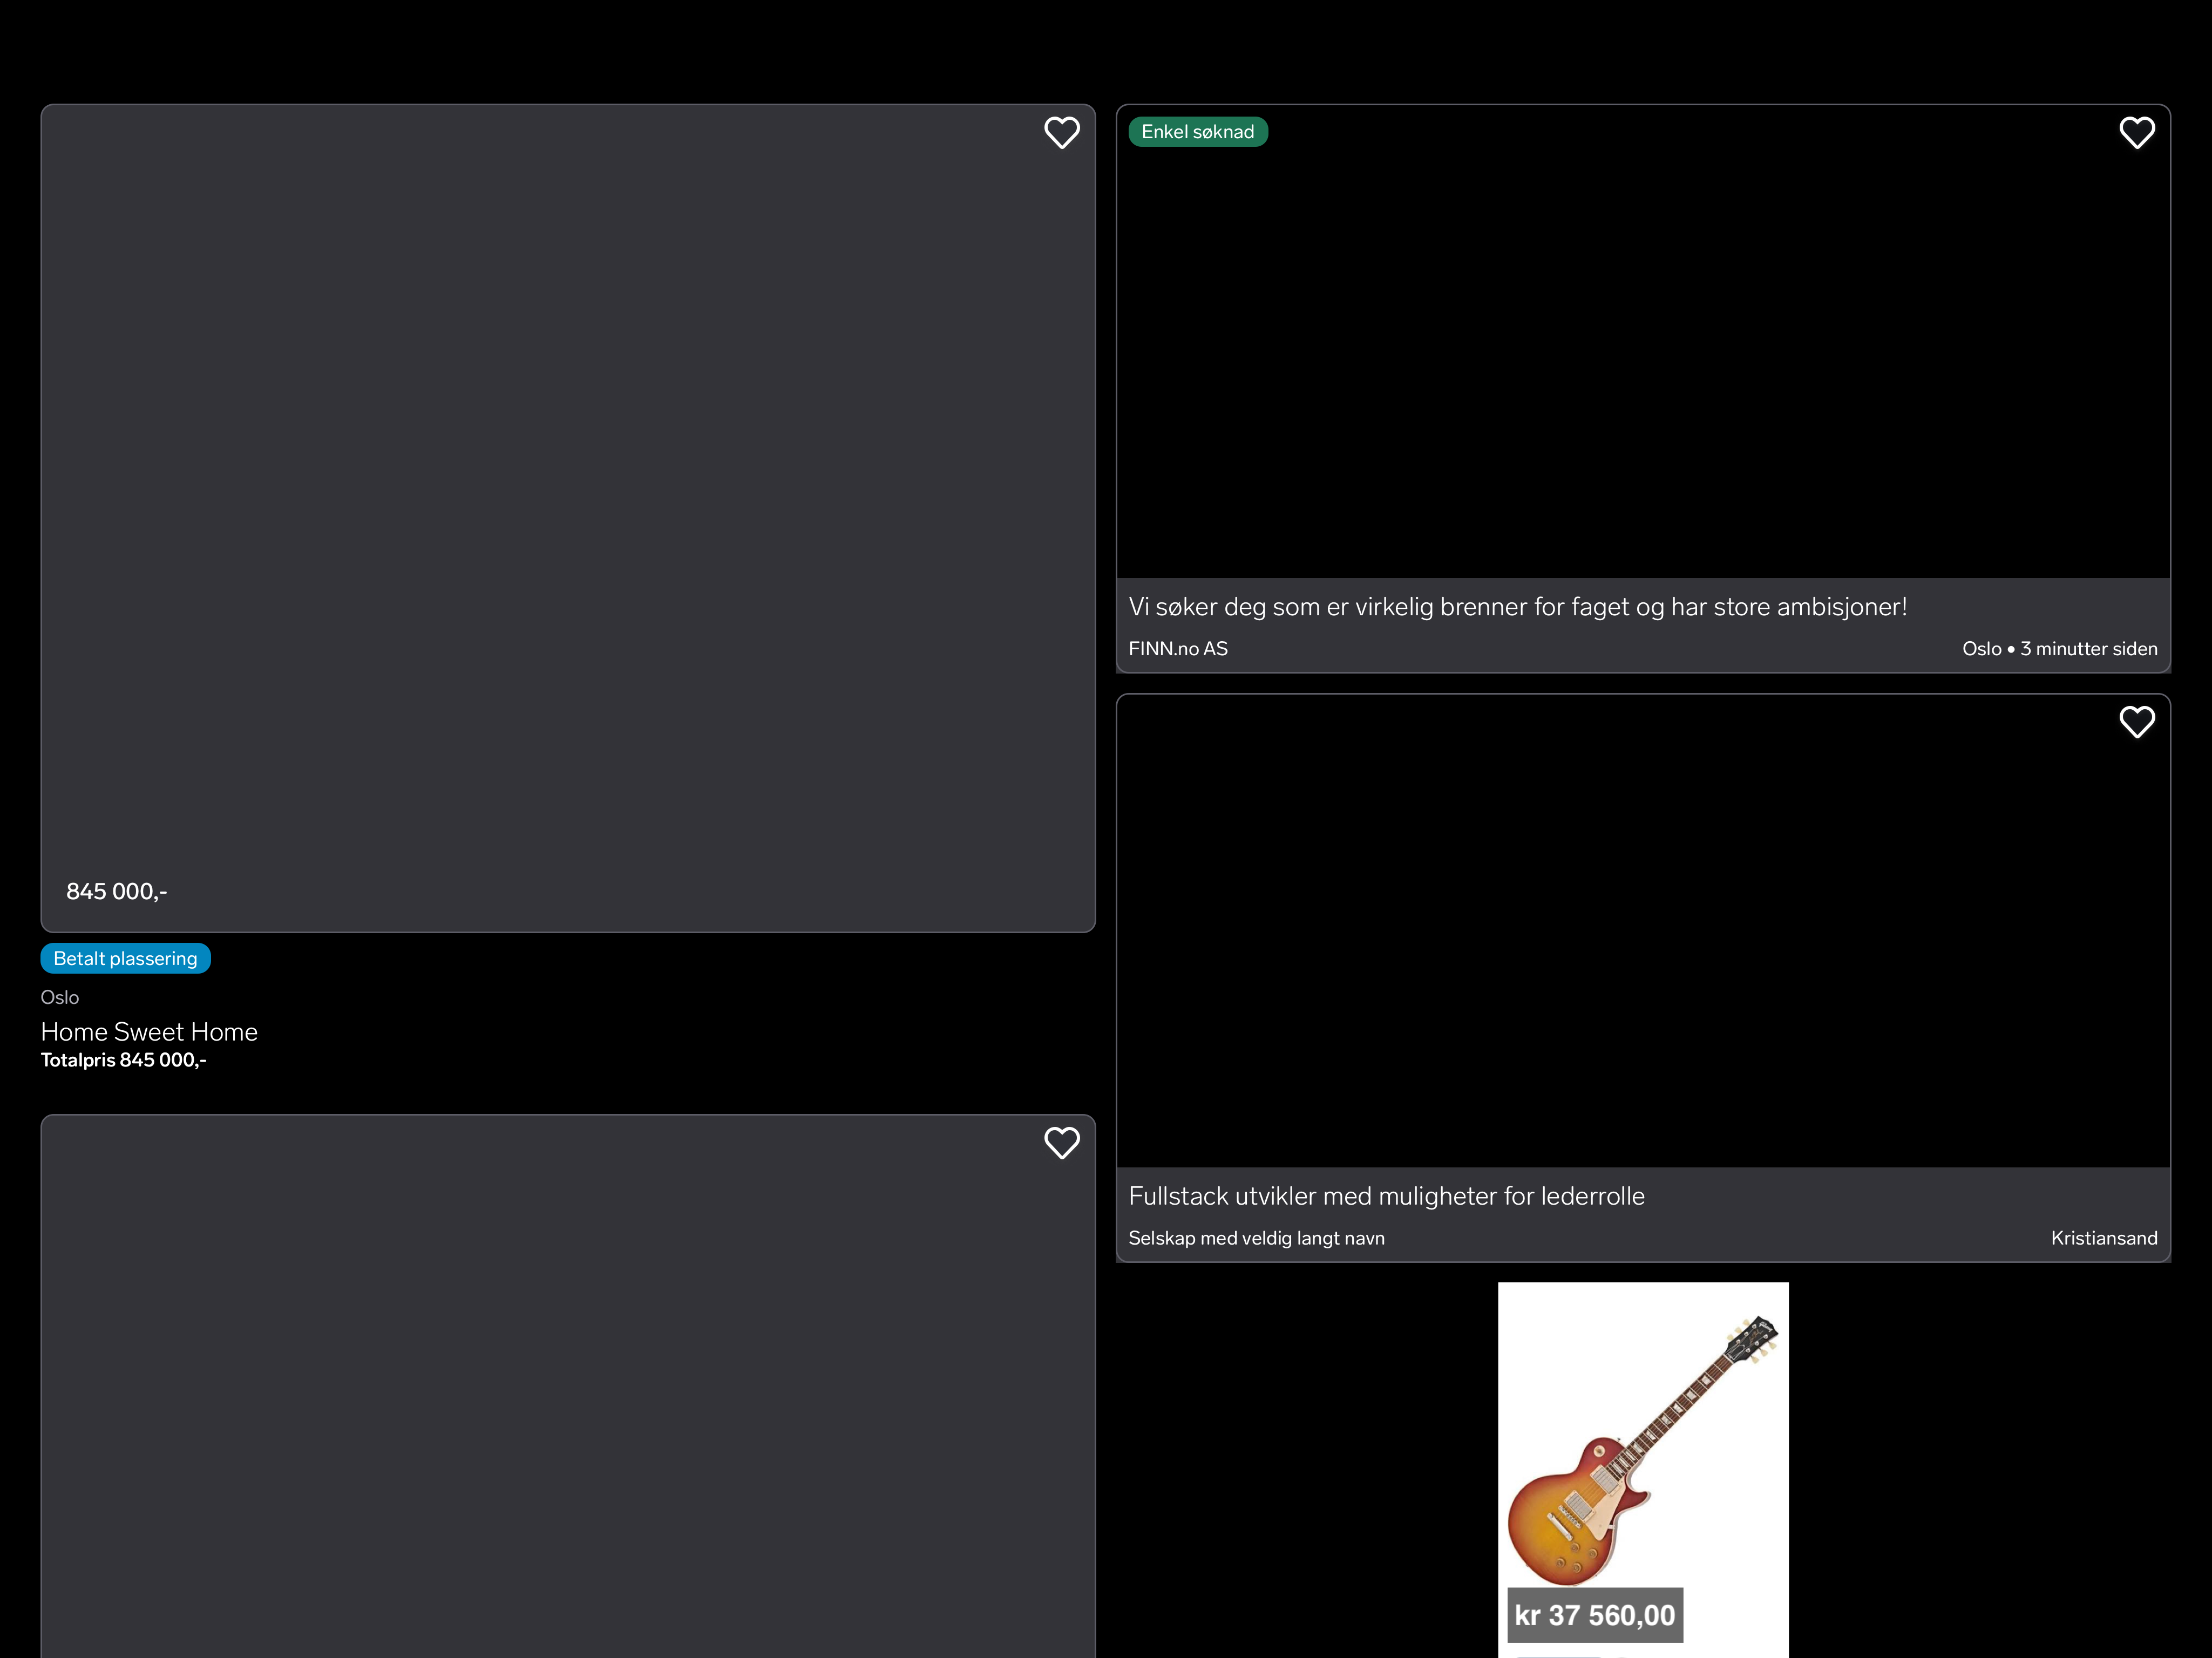 845 000,-
Betalt plassering
Oslo
Home Sweet Home
Totalpris 845 000,-
Enkel søknad
Vi søker deg som er virkelig brenner for faget og har store ambisjoner!
FINN.no AS
Oslo • 3 minutter siden
Fullstack utvikler med muligheter for lederrolle
Selskap med veldig langt navn
Kristiansand
Gibson
kr 37 560,00